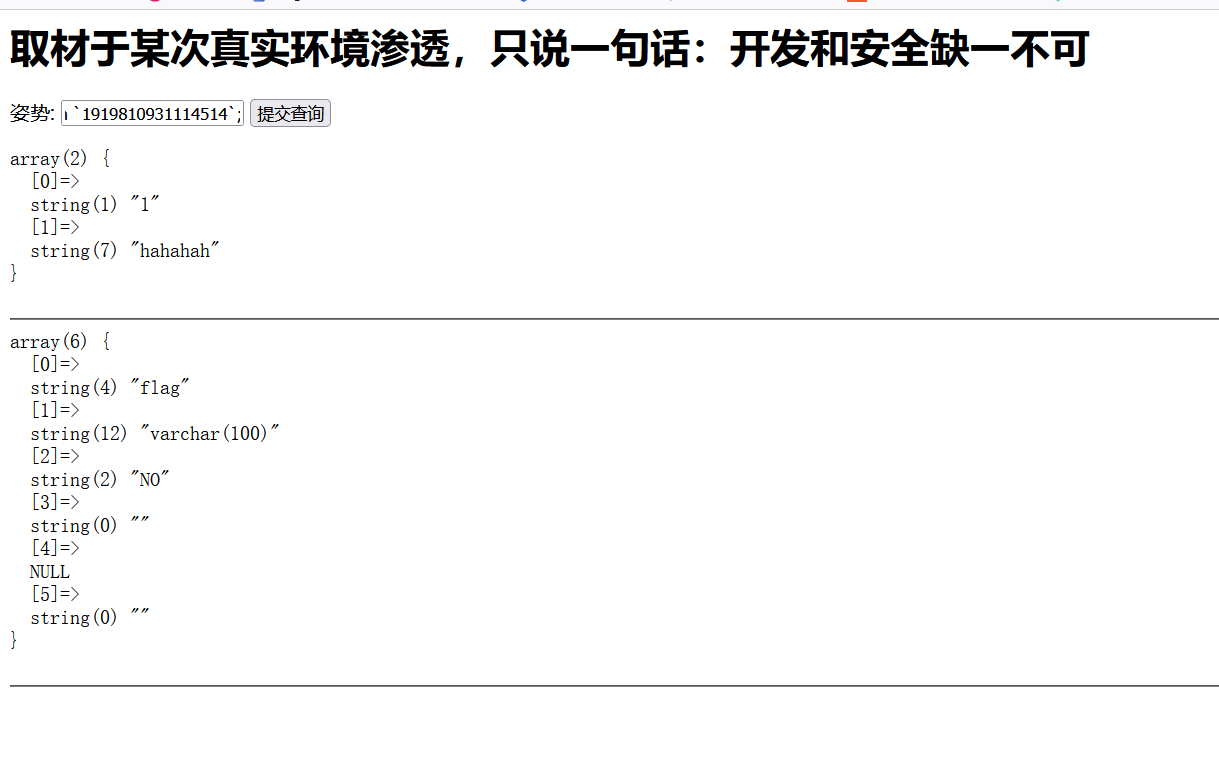 取材于某次真实环境渗透，只说一句话：开发和安全缺一不可
姿势: `1919810931114514`; 提交查询
array(2) {
  [0]=>
  string(1) "1"
  [1]=>
  string(7) "hahahah"
}
array(6) {
  [0]=>
  string(4) "flag"
  [1]=>
  string(12) "varchar(100)"
  [2]=>
  string(2) "NO"
  [3]=>
  string(0) ""
  [4]=>
  NULL
  [5]=>
  string(0) ""
}